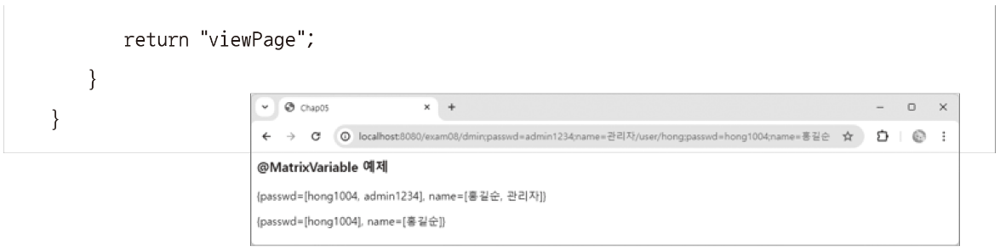 return "viewPage";
}
}
Chap05
localhost:8080/exam08/dmin;passwd=admin1234;name=관리자/user/hong;passwd=hong1004;name=홍길순
@MatrixVariable 예제
{passwd=[hong1004, admin1234], name=[홍길순, 관리자]}
{passwd=[hong1004], name=[홍길순]}